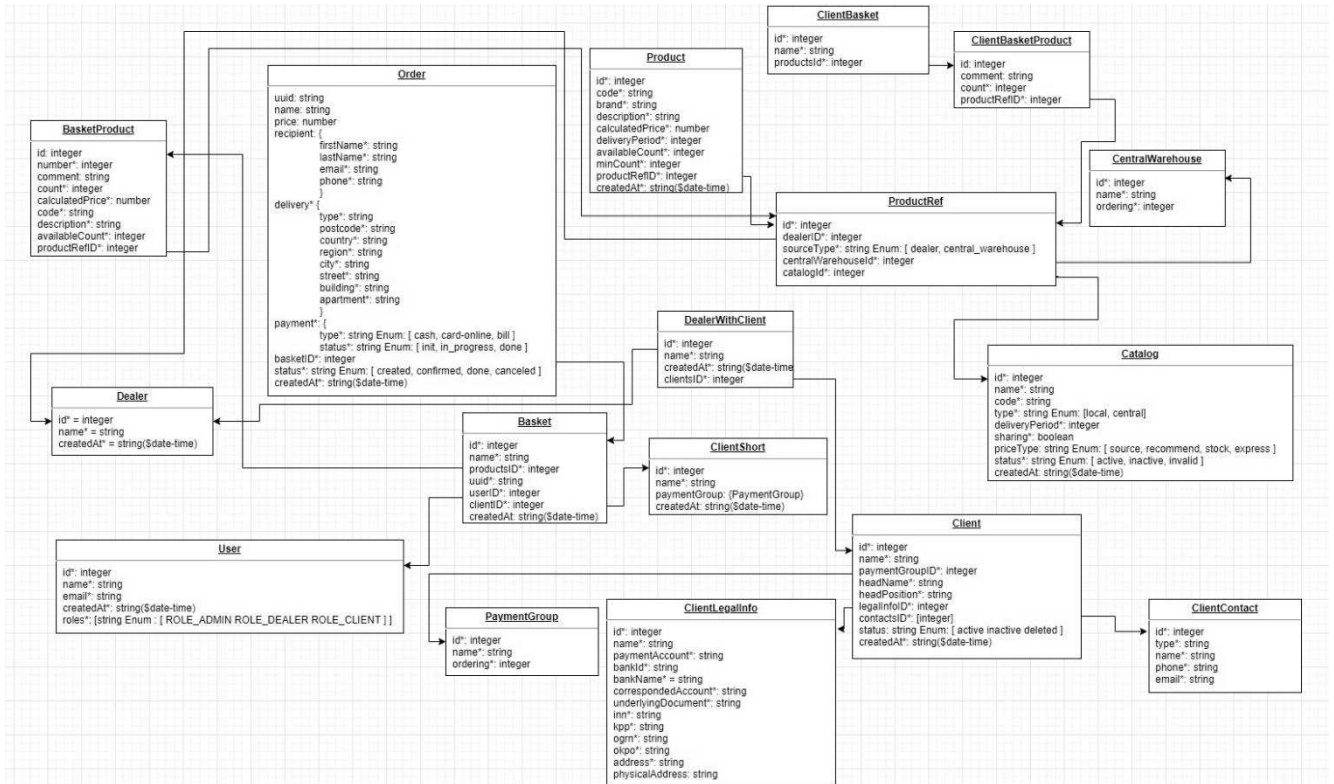 ClientBasket
id*: integer
name*: string
productsId*: integer
ClientBasketProduct
id: integer
comment: string
count*: integer
productRefID*: integer
Product
id*: integer
code*: string
brand*: string
description*: string
calculatedPrice*: number
deliveryPeriod*: integer
availableCount*: integer
minCount*: integer
productRefID*: integer
createdAt*: string($date-time)
Order
uuid: string
name: string
price: number
recipient: {
firstName*: string
lastName*: string
email*: string
phone*: string
}
delivery* {
type*: string
postcode*: string
country*: string
region*: string
city*: string
street*: string
building*: string
apartment*: string
}
payment*: {
type*: string Enum: [ cash, card-online, bill ]
status*: string Enum: [ init, in_progress, done ]
basketID*: integer
status*: string Enum: [ created, confirmed, done, canceled ]
createdAt*: string($date-time)
BasketProduct
id: integer
number*: integer
comment: string
count*: integer
calculatedPrice*: number
code*: string
description*: string
availableCount*: integer
productRefID*: integer
CentralWarehouse
id*: integer
name*: string
ordering*: integer
ProductRef
id*: integer
dealerID*: integer
sourceType*: string Enum: [ dealer, central_warehouse ]
centralWarehouseId*: integer
catalogId*: integer
DealerWithClient
id*: integer
name*: string
createdAt*: string($date-time
clientsID*: integer
Catalog
id*: integer
name*: string
code*: string
type*: string Enum: [local, central]
deliveryPeriod*: integer
sharing*: boolean
priceType: string Enum: [ source, recommend, stock, express ]
status*: string Enum: [ active, inactive, invalid ]
createdAt: string($date-time)
Dealer
id* = integer
name* = string
createdAt* = string($date-time)
Basket
id*: integer
name*: string
productsID*: integer
uuid*: string
userID*: integer
clientID*: integer
createdAt: string($date-time)
ClientShort
id*: integer
name*: string
paymentGroup: {PaymentGroup}
createdAt: string($date-time)
Client
id*: integer
name*: string
paymentGroupID*: integer
headName*: string
headPosition*: string
legalInfoID*: integer
contactsID*: [integer]
status: string Enum: [ active inactive deleted ]
createdAt*: string($date-time)
User
id*: integer
name*: string
email*: string
createdAt*: string($date-time)
roles*: [string Enum : [ ROLE_ADMIN ROLE_DEALER ROLE_CLIENT ] ]
PaymentGroup
id*: integer
name*: string
ordering*: integer
ClientLegalInfo
id*: integer
name*: string
paymentAccount*: string
bankId*: string
bankName* = string
correspondedAccount*: string
underlyingDocument*: string
inn*: string
kpp*: string
ogrn*: string
okpo*: string
address*: string
physicalAddress: string
ClientContact
id*: integer
type*: string
name*: string
phone*: string
email*: string